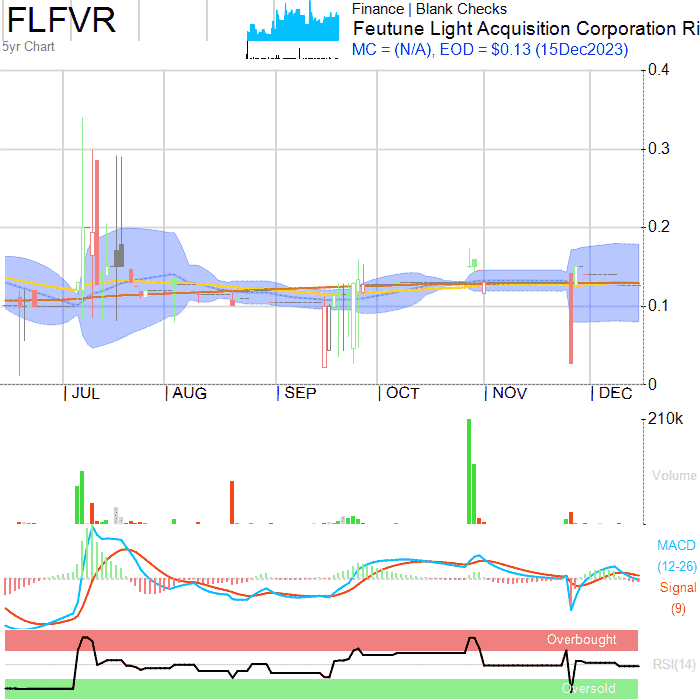 FLFVR
5yr Chart
Finance | Blank Checks
Feutune Light Acquisition Corporation Ri
MC = (N/A), EOD = $0.13 (15Dec2023)
0.4
0.3
0.2
0.1
0
JUL AUG SEP OCT NOV DEC
210k
Volume
MACD
(12-26)
Signal
(9)
Overbought
RSI(14)
Oversold